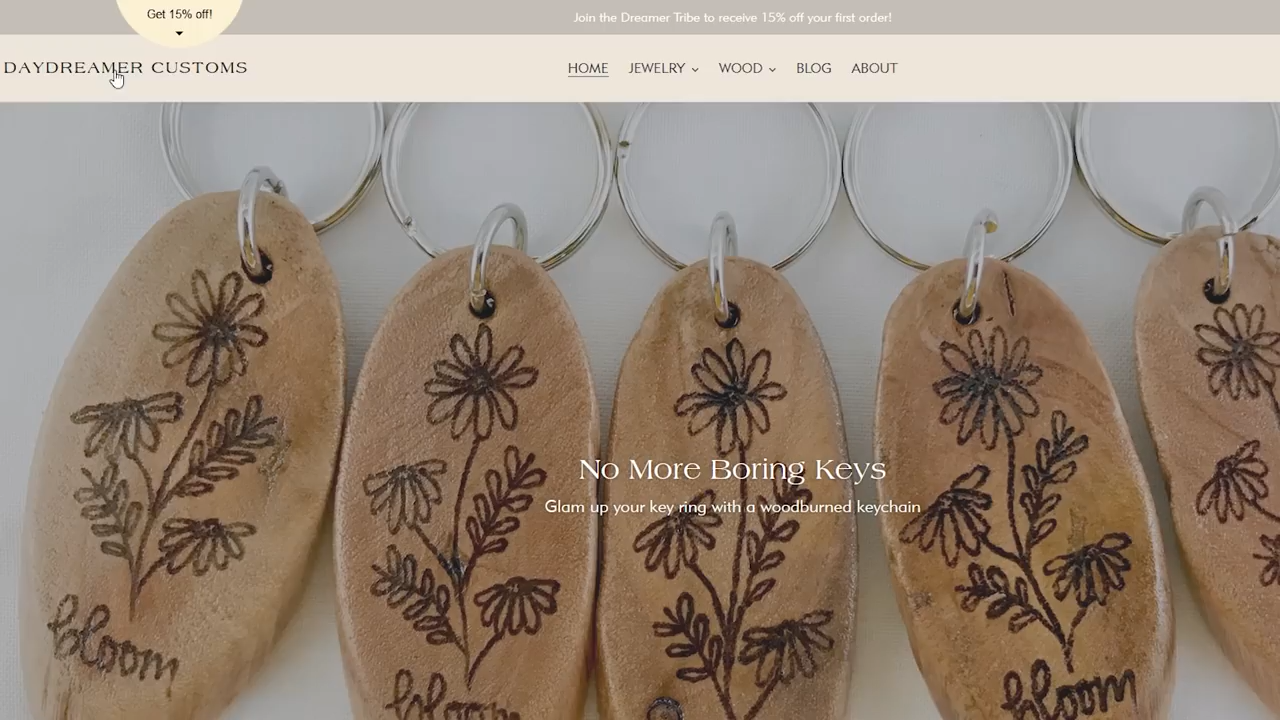 Get 15% off!
Join the Dreamer Tribe to receive 15% off your first order!
DAYDREAMER CUSTOMS
HOME JEWELRY WOOD BLOG ABOUT
No More Boring Keys
Glam up your key ring with a woodburned keychain
bloom
bloom
bloom